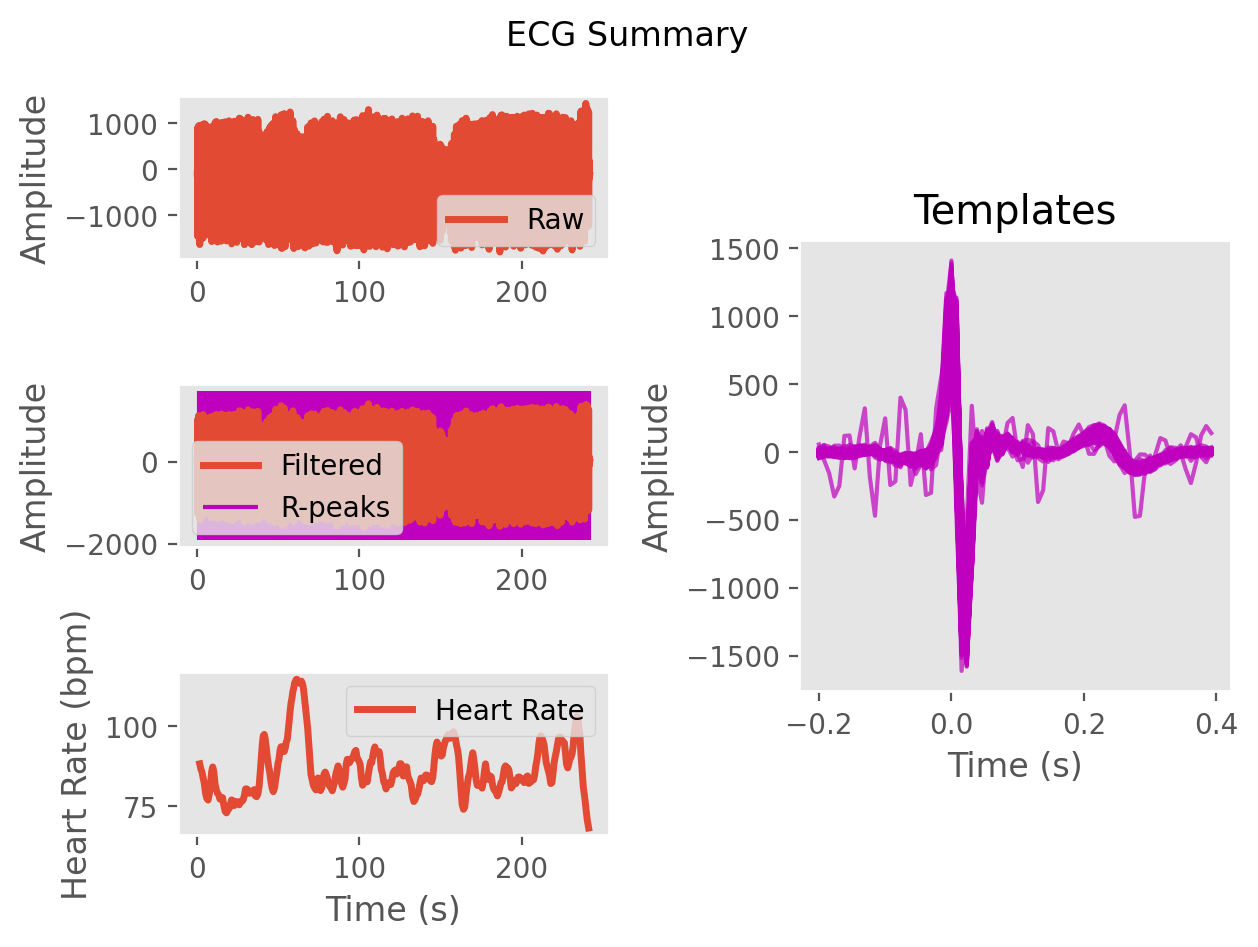 ECG Summary
Amplitude
1000
0
−1000
Raw
0 100 200
Amplitude
0
−2000
Filtered
R-peaks
0 100 200
Heart Rate (bpm)
100
75
Heart Rate
0 100 200
Time (s)
Templates
Amplitude
1500
1000
500
0
−500
−1000
−1500
−0.2 0.0 0.2 0.4
Time (s)